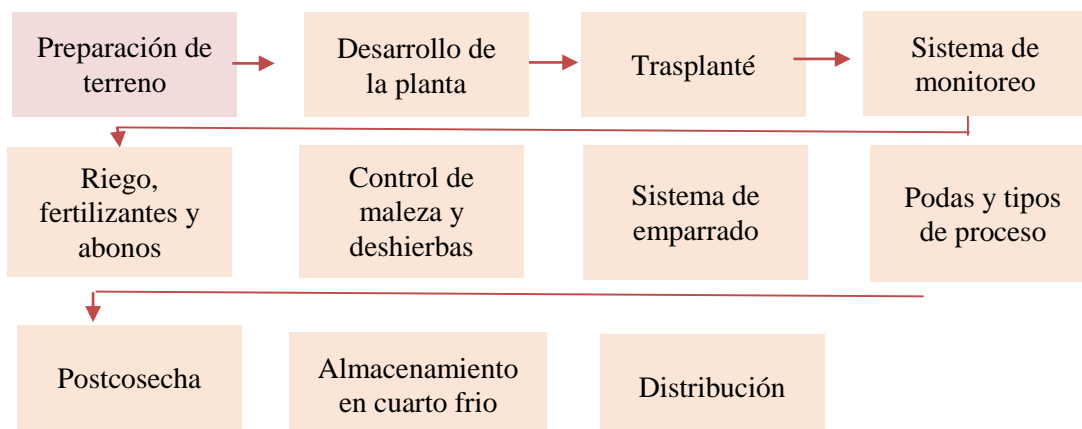 Preparación de
terreno
Desarrollo de
la planta
Trasplanté
Sistema de
monitoreo
Riego,
fertilizantes y
abonos
Control de
maleza y
deshierbas
Sistema de
emparrado
Podas y tipos
de proceso
Postcosecha
Almacenamiento
en cuarto frio
Distribución